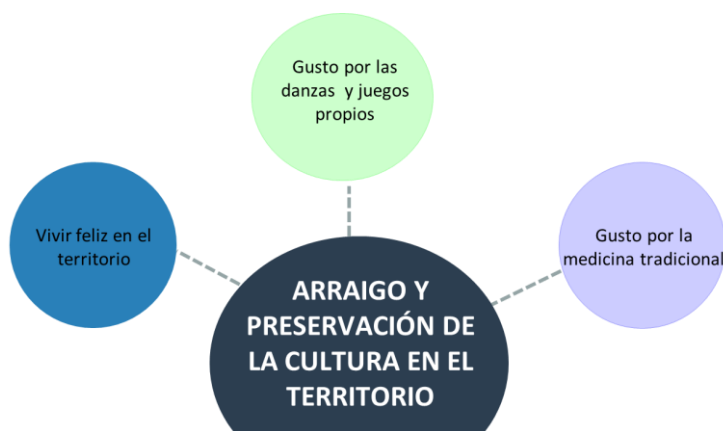 Gusto por las
danzas y juegos
propios
Vivir feliz en el
territorio
Gusto por la
medicina tradicional
ARRAIGO Y
PRESERVACIÓN DE
LA CULTURA EN EL
TERRITORIO